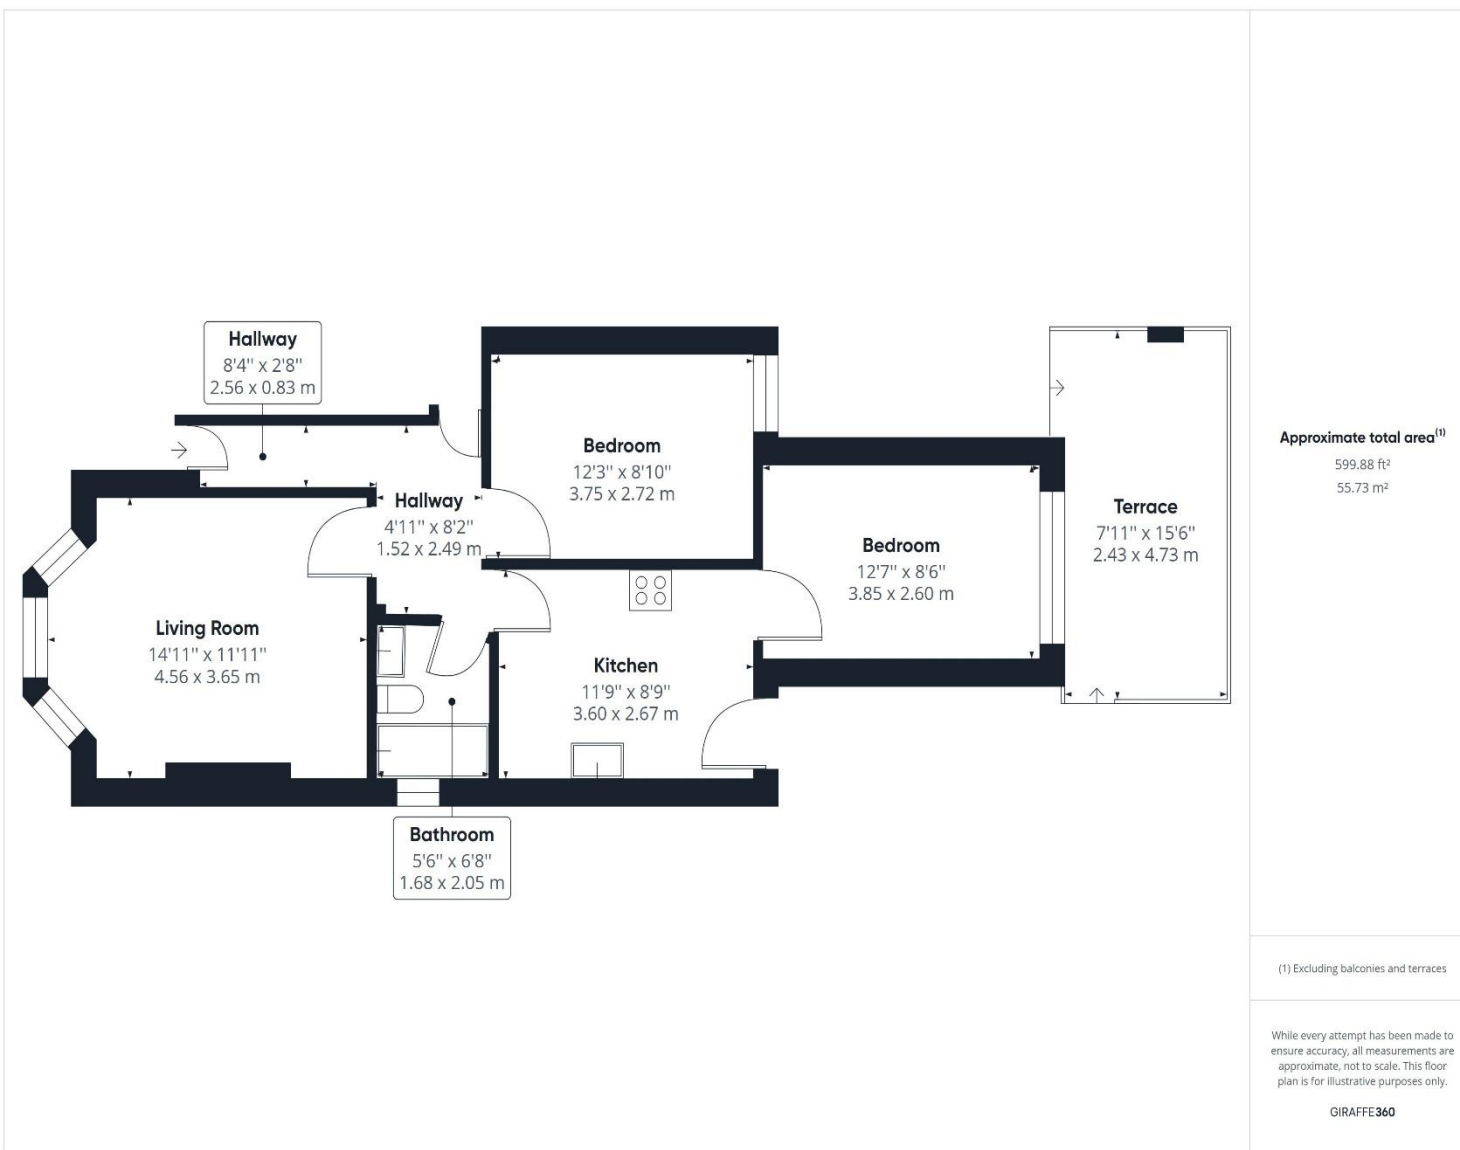 Hallway
8'4" x 2'8"
2.56 x 0.83 m
Bedroom
12'3" x 8'10"
3.75 x 2.72 m
Hallway
4'11" x 8'2"
1.52 x 2.49 m
Living Room
14'11" x 11'11"
4.56 x 3.65 m
Bedroom
12'7" x 8'6"
3.85 x 2.60 m
Terrace
7'11" x 15'6"
2.43 x 4.73 m
Kitchen
11'9" x 8'9"
3.60 x 2.67 m
Bathroom
5'6" x 6'8"
1.68 x 2.05 m
Approximate total area(1)
599.88 ft²
55.73 m²
(1) Excluding balconies and terraces
While every attempt has been made to
ensure accuracy, all measurements are
approximate, not to scale. This floor
plan is for illustrative purposes only.
GIRAFFE360